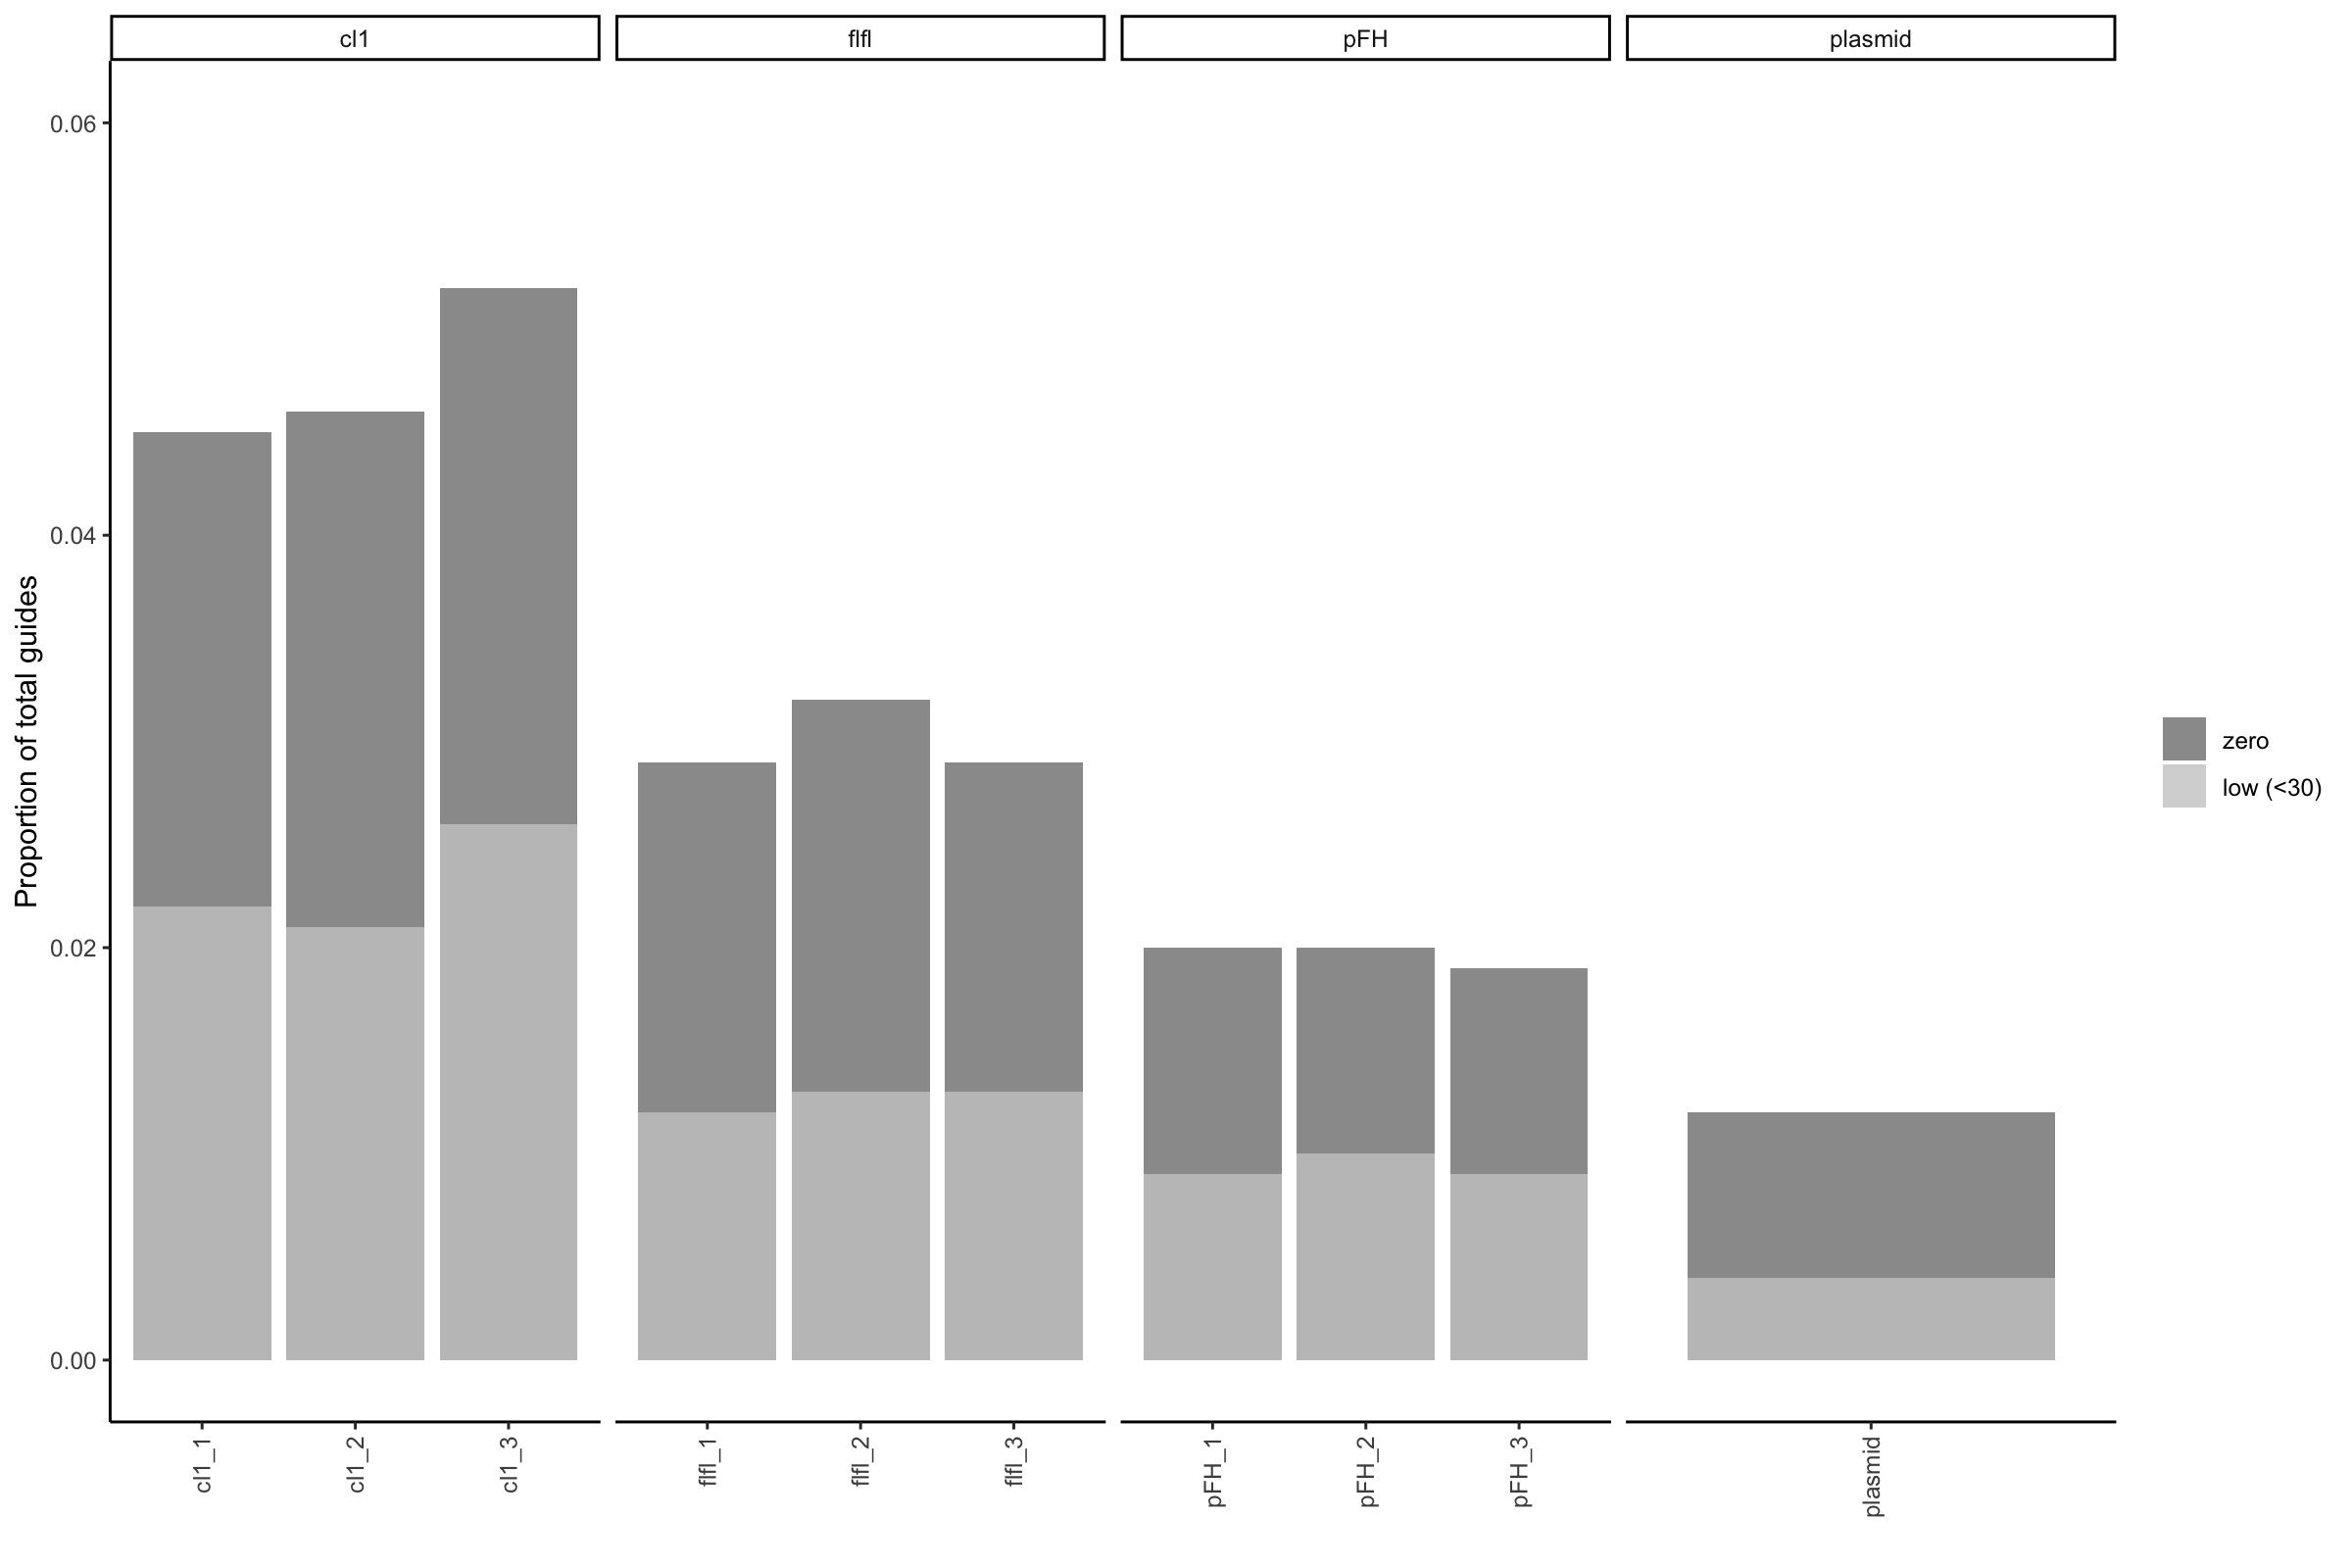 cl1
flfl
pFH
plasmid
Proportion of total guides
0.06
0.04
0.02
0.00
zero
low (<30)
cl1_1
cl1_2
cl1_3
flfl_1
flfl_2
flfl_3
pFH_1
pFH_2
pFH_3
plasmid